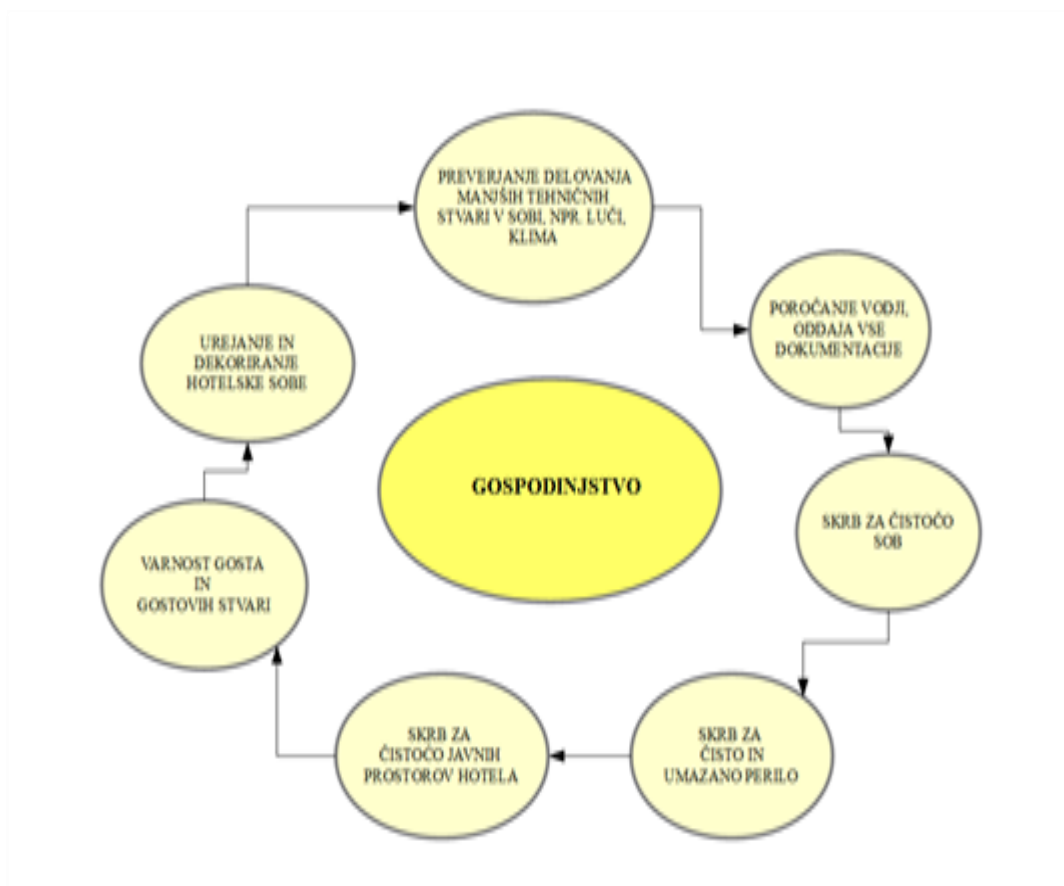 PREVERJANJE DELOVANJA
MANJŠIH TEHNIČNIH
STVARI V SOBI, NPR. LUČI,
KLIMA
POROČANJE VODJI,
ODDAJA VSE
DOKUMENTACIJE
UREJANJE IN
DEKORIRANJE
HOTELSKE SOBE
GOSPODINJSTVO
SKRB ZA ČISTOČO
SOB
VARNOST GOSTA
IN
GOSTOVIH STVARI
SKRB ZA
ČISTOČO JAVNIH
PROSTOROV HOTELA
SKRB ZA
ČISTO IN
UMAZANO PERILO